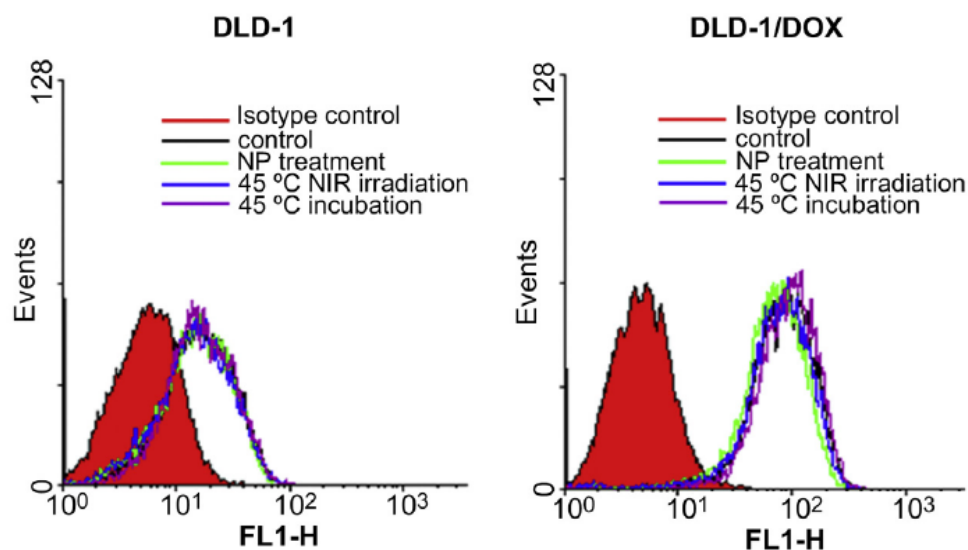 DLD-1
128
Events
0
Isotype control
control
NP treatment
45 ºC NIR irradiation
45 ºC incubation
10⁰ 10¹ 10² 10³
FL1-H
DLD-1/DOX
128
Events
0
Isotype control
control
NP treatment
45 ºC NIR irradiation
45 ºC incubation
10⁰ 10¹ 10² 10³
FL1-H